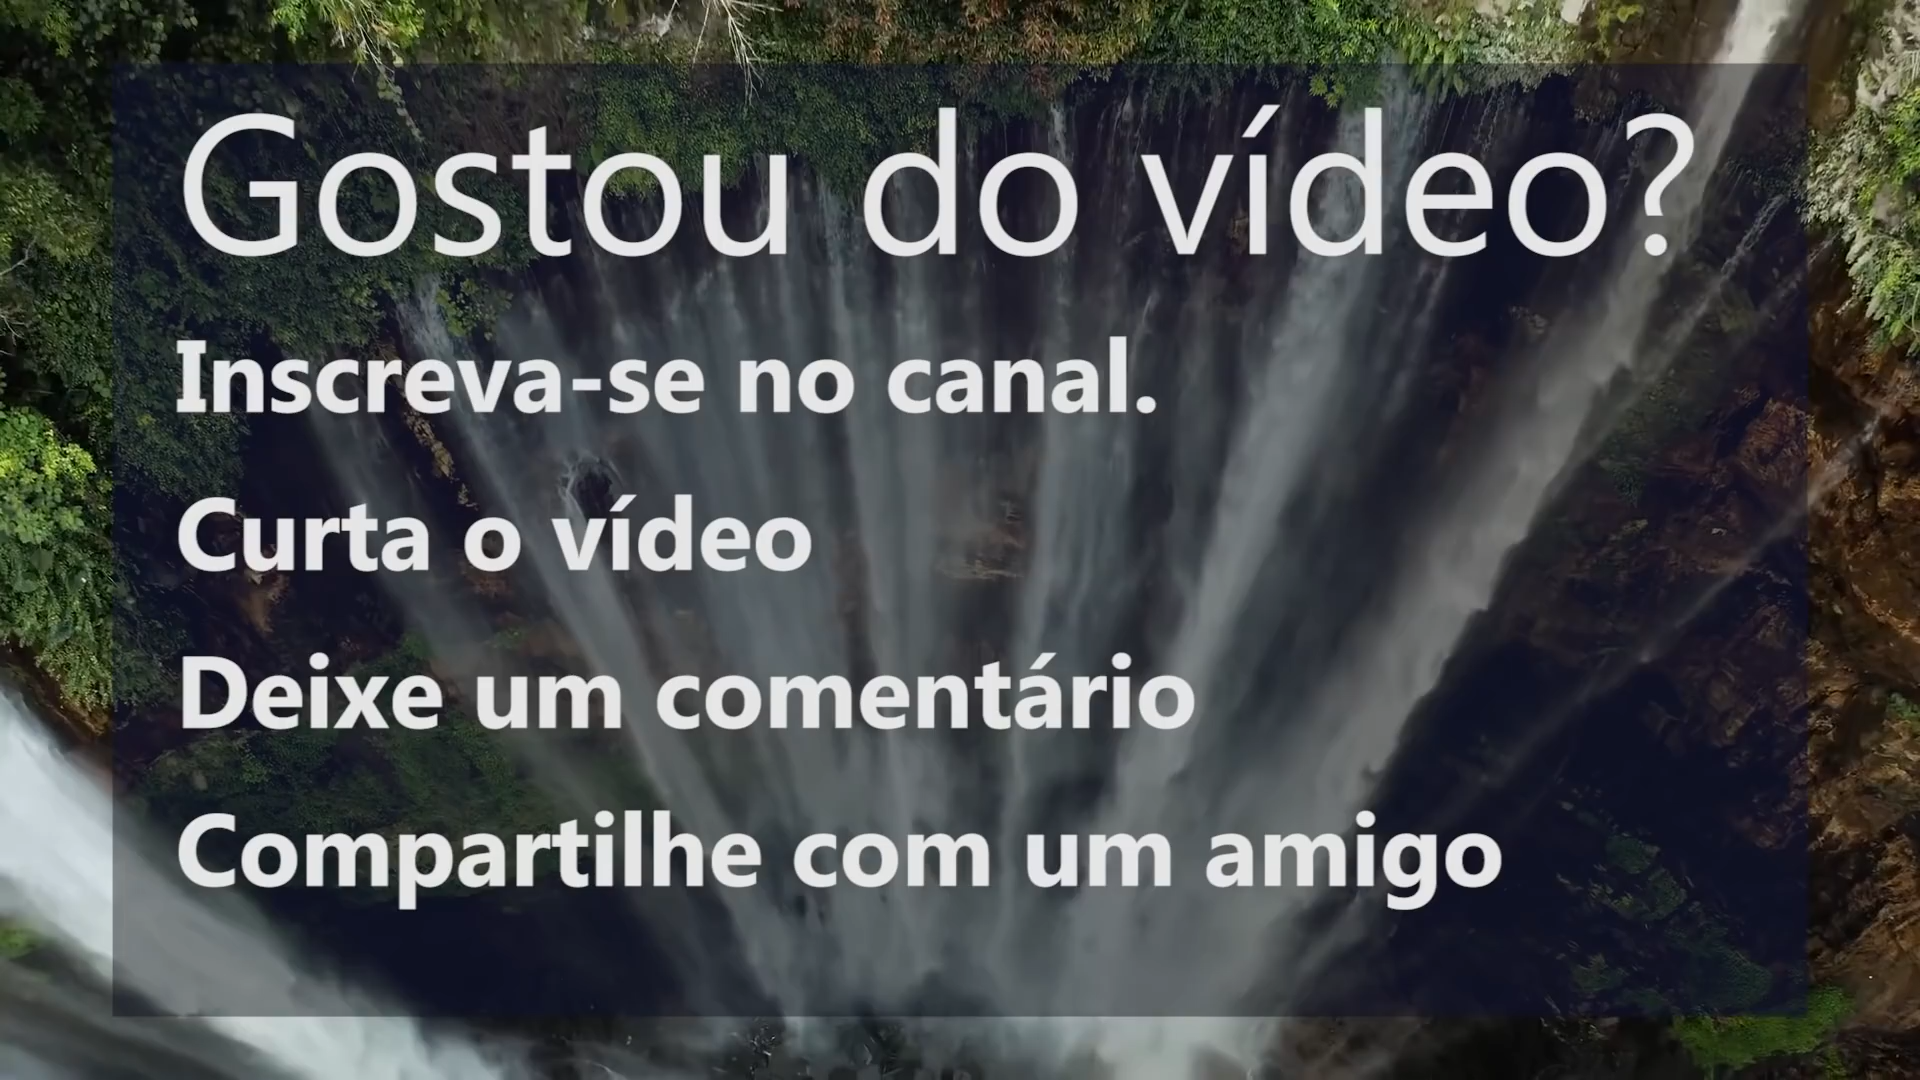 Gostou do vídeo?
Inscreva-se no canal.
Curta o vídeo
Deixe um comentário
Compartilhe com um amigo